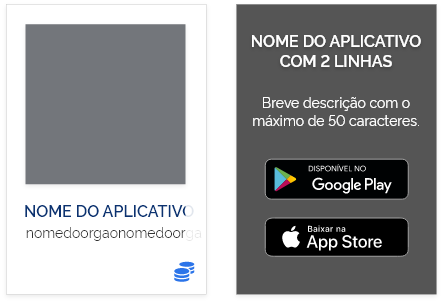 NOME DO APLICATIVO
nomedoorgaonomedoorga
NOME DO APLICATIVO
COM 2 LINHAS
Breve descrição com o
máximo de 50 caracteres.
DISPONÍVEL NO
Google Play
Baixar na
App Store